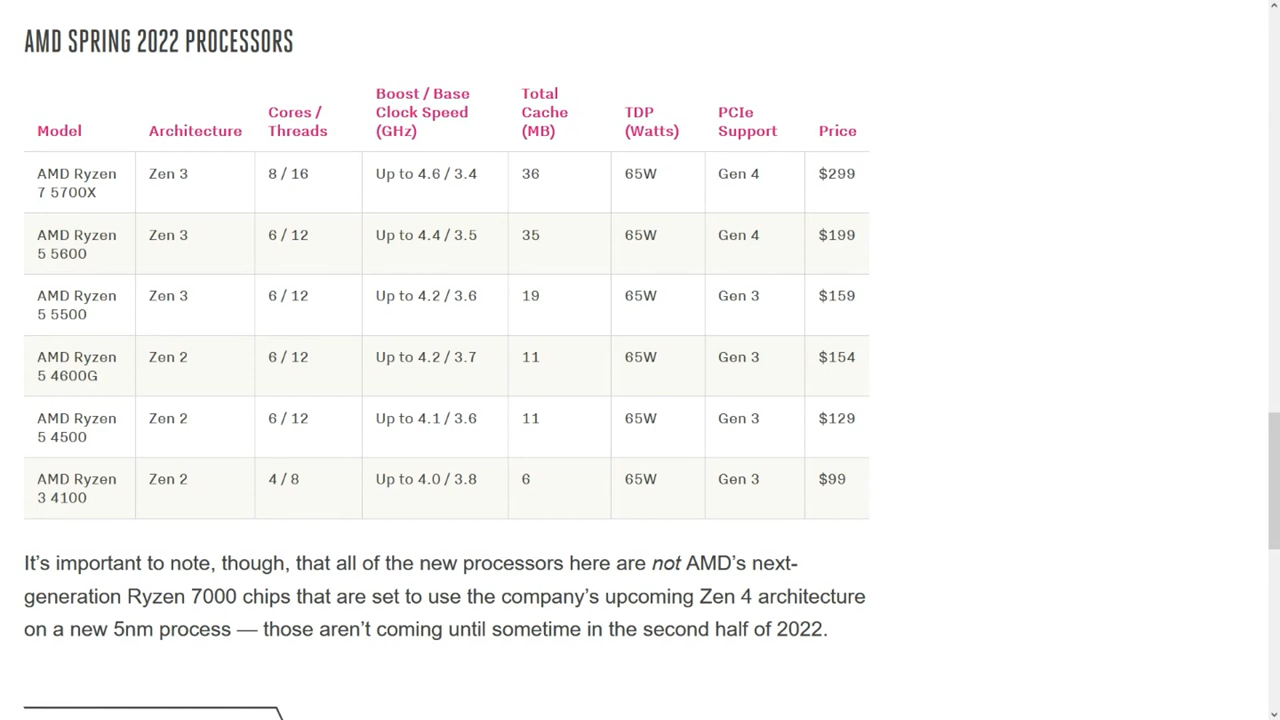 AMD SPRING 2022 PROCESSORS
Model Architecture Cores / Threads Boost / Base Clock Speed (GHz) Total Cache (MB) TDP (Watts) PCIe Support Price
AMD Ryzen 7 5700X Zen 3 8 / 16 Up to 4.6 / 3.4 36 65W Gen 4 $299
AMD Ryzen 5 5600 Zen 3 6 / 12 Up to 4.4 / 3.5 35 65W Gen 4 $199
AMD Ryzen 5 5500 Zen 3 6 / 12 Up to 4.2 / 3.6 19 65W Gen 3 $159
AMD Ryzen 5 4600G Zen 2 6 / 12 Up to 4.2 / 3.7 11 65W Gen 3 $154
AMD Ryzen 5 4500 Zen 2 6 / 12 Up to 4.1 / 3.6 11 65W Gen 3 $129
AMD Ryzen 3 4100 Zen 2 4 / 8 Up to 4.0 / 3.8 6 65W Gen 3 $99
It's important to note, though, that all of the new processors here are not AMD's next-
generation Ryzen 7000 chips that are set to use the company's upcoming Zen 4 architecture
on a new 5nm process — those aren't coming until sometime in the second half of 2022.